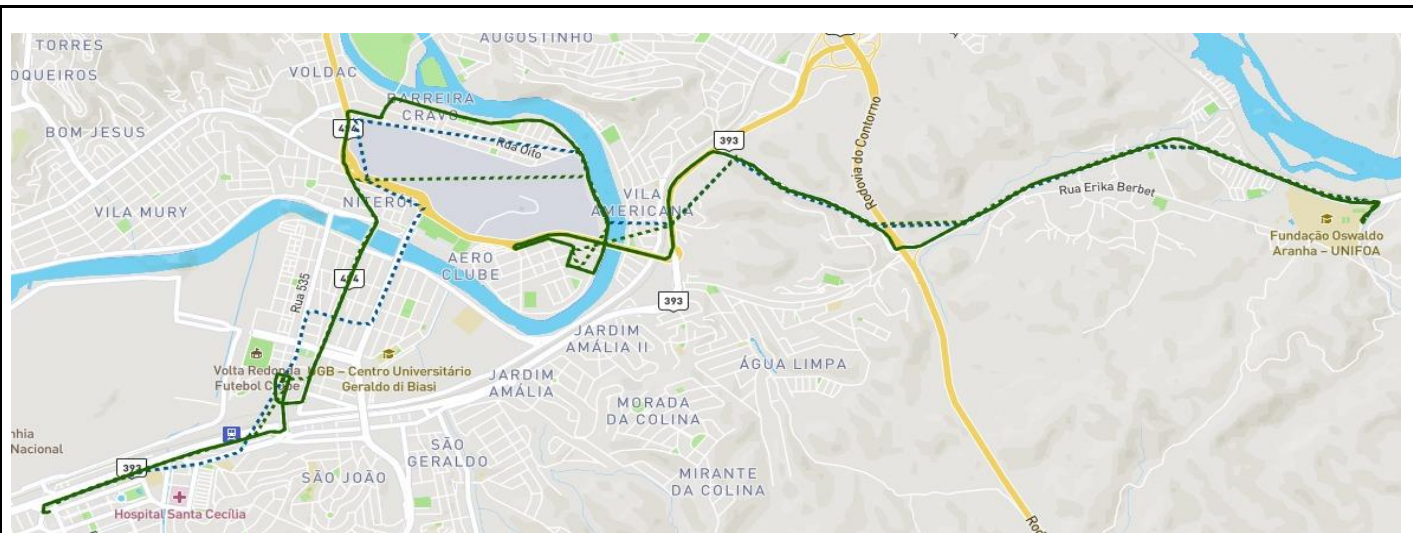 AUGOSTINHO
TORRES
OQUEIROS
VOLDAC
BARREIRA
CRAVO
Rua Oito
BOM JESUS
393
Rodovia do Contorno
VILA
AMERICANA
Rua Erika Berbet
NITERÓI
VILA MURY
Fundação Oswaldo
Aranha – UNIFOA
AERO
CLUBE
Rua 535
393
JARDIM
AMÁLIA II
ÁGUA LIMPA
Volta Redonda
Futebol Clube
UGB – Centro Universitário
Geraldo di Biasi
JARDIM
AMÁLIA
MORADA
DA COLINA
nhia
Nacional
SÃO
GERALDO
393
SÃO JOÃO
MIRANTE
DA COLINA
Hospital Santa Cecília